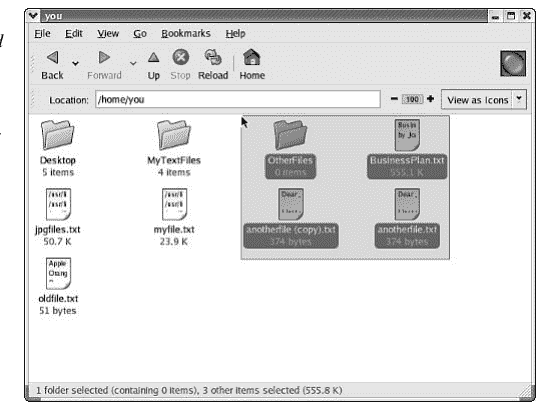 you
File Edit View Go Bookmarks Help
Back Forward Up Stop Reload Home
Location: /home/you 100 View as Icons
Desktop
5 items
MyTextFiles
4 items
OtherFiles
0 items
BusinessPlan.txt
555.1 K
jpgfiles.txt
50.7 K
myfile.txt
23.9 K
anotherfile (copy).txt
374 bytes
anotherfile.txt
374 bytes
oldfile.txt
51 bytes
1 folder selected (containing 0 items), 3 other items selected (555.8 K)